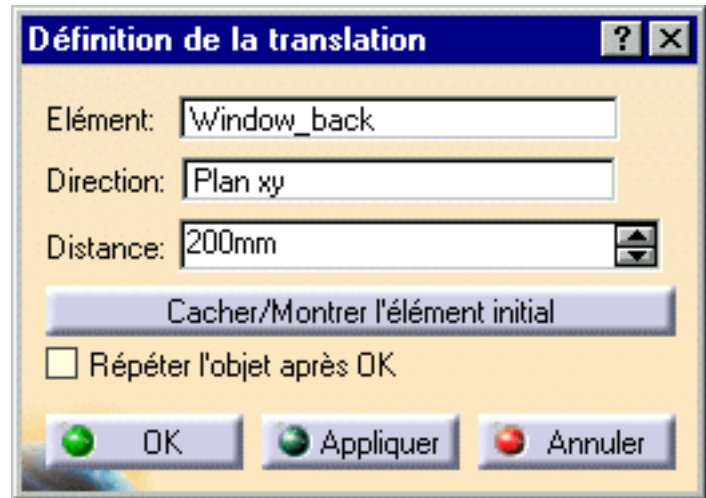 Définition de la translation
Elément: Window_back
Direction: Plan xy
Distance: 200mm
Cacher/Montrer l'élément initial
Répéter l'objet après OK
OK Appliquer Annuler